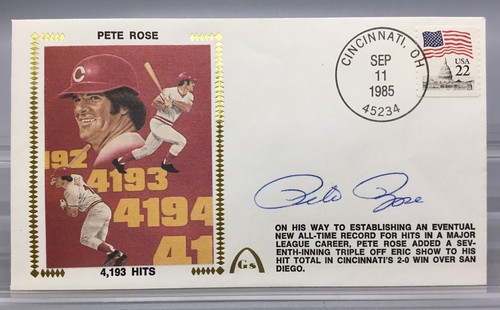 PETE ROSE
192
4193
4194
41
4,193 HITS
CINCINNATI, OH
SEP
11
1985
45234
USA
22
Pete Rose
Gs
ON HIS WAY TO ESTABLISHING AN EVENTUAL
NEW ALL-TIME RECORD FOR HITS IN A MAJOR
LEAGUE CAREER, PETE ROSE ADDED A SEV-
ENTH-INNING TRIPLE OFF ERIC SHOW TO HIS
HIT TOTAL IN CINCINNATI'S 2-0 WIN OVER SAN
DIEGO.